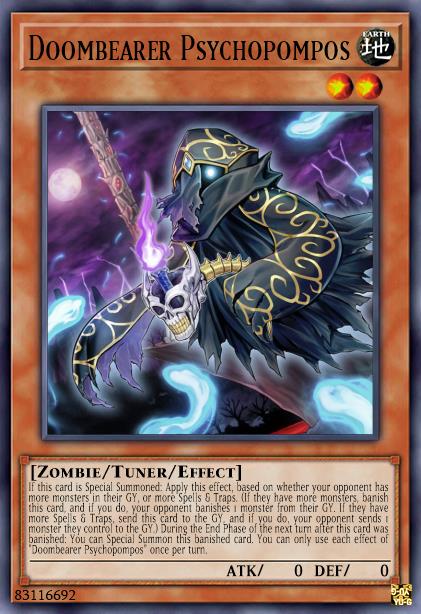 DOOMBEARER PSYCHOPOMPOS
EARTH
地
[ZOMBIE/TUNER/EFFECT]
If this card is Special Summoned: Apply this effect, based on whether your opponent has
more monsters in their GY, or more Spells & Traps. (If they have more monsters, banish
this card, and if you do, your opponent banishes 1 monster from their GY. If they have
more Spells & Traps, send this card to the GY, and if you do, your opponent sends 1
monster they control to the GY.) During the End Phase of the next turn after this card was
banished: You can Special Summon this banished card. You can only use each effect of
"Doombearer Psychopompos" once per turn.
ATK/ 0 DEF/ 0
83116692